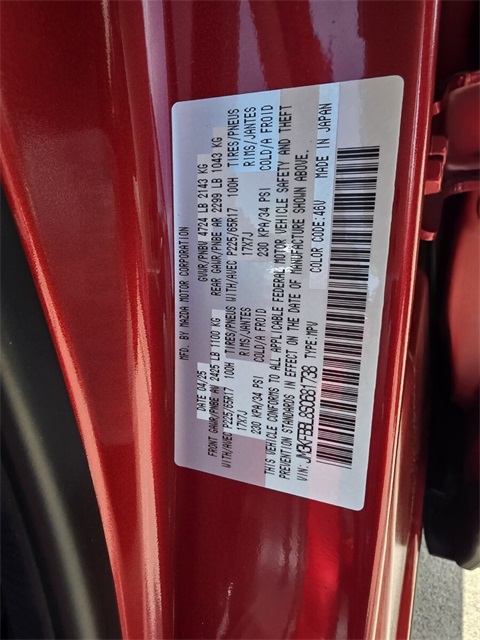 MFD. BY MAZDA MOTOR CORPORATION
DATE 04/25 GVWR/PNBV 4724 LB 2143 KG
FRONT GAWR/PNBE AV 2425 LB 1100 KG REAR GAWR/PNBE AR 2299 LB 1043 KG
WITH/AVEC P225/65R17 100H TIRES/PNEUS WITH/AVEC P225/65R17 100H TIRES/PNEUS
17X7J RIMS/JANTES 17X7J RIMS/JANTES
230 KPA/34 PSI COLD/A FROID 230 KPA/34 PSI COLD/A FROID
THIS VEHICLE CONFORMS TO ALL APPLICABLE FEDERAL MOTOR VEHICLE SAFETY AND THEFT
PREVENTION STANDARDS IN EFFECT ON THE DATE OF MANUFACTURE SHOWN ABOVE.
VIN: JM3KFBBL8S0681738 TYPE:MPV COLOR CODE:46V MADE IN JAPAN